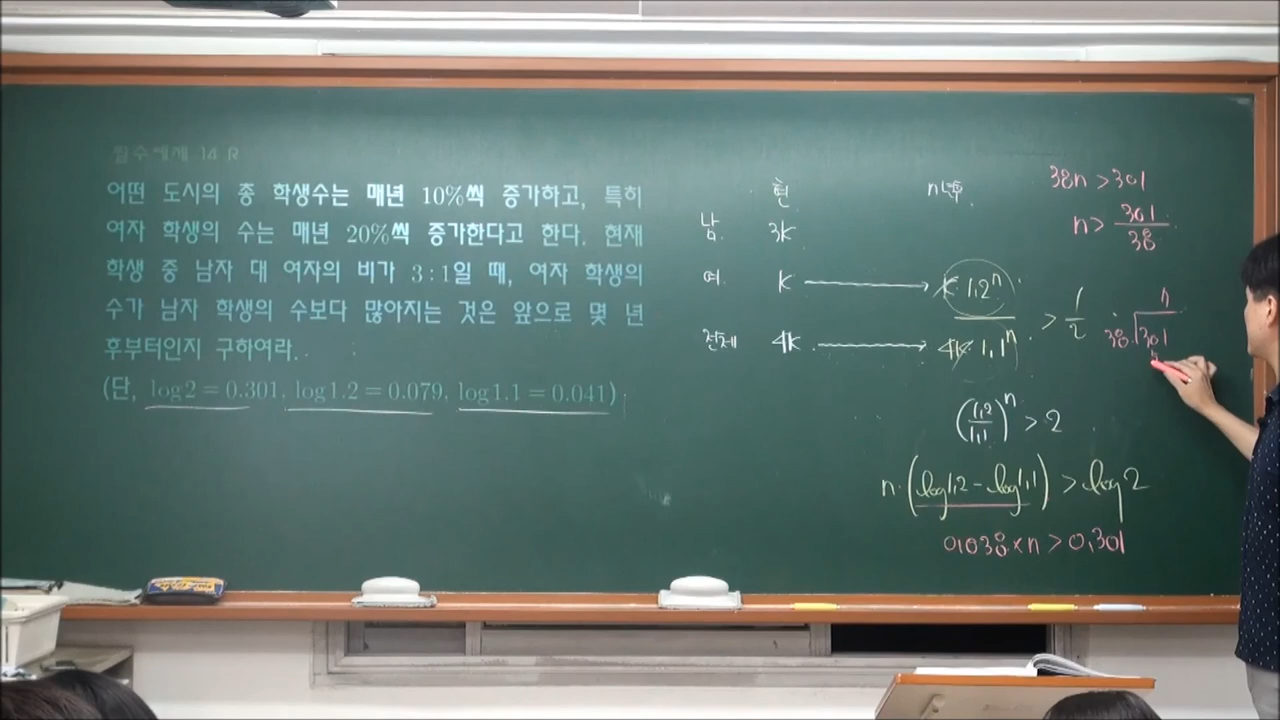 필수예제 14 R
어떤 도시의 총 학생수는 매년 10%씩 증가하고, 특히
여자 학생의 수는 매년 20%씩 증가한다고 한다. 현재
학생 중 남자 대 여자의 비가 3 : 1일 때, 여자 학생의
수가 남자 학생의 수보다 많아지는 것은 앞으로 몇 년
후부터인지 구하여라.
(단, log 2 = 0.301, log 1.2 = 0.079, log 1.1 = 0.041)
현 n년후
남 3K
여 K K 1.2ⁿ
전체 4K 4K 1.1ⁿ
> 1/2
(1.2/1.1)ⁿ > 2
n·(log1.2 - log1.1) > log2
0.038 × n > 0.301
38n > 301
n > 301/38
38 301